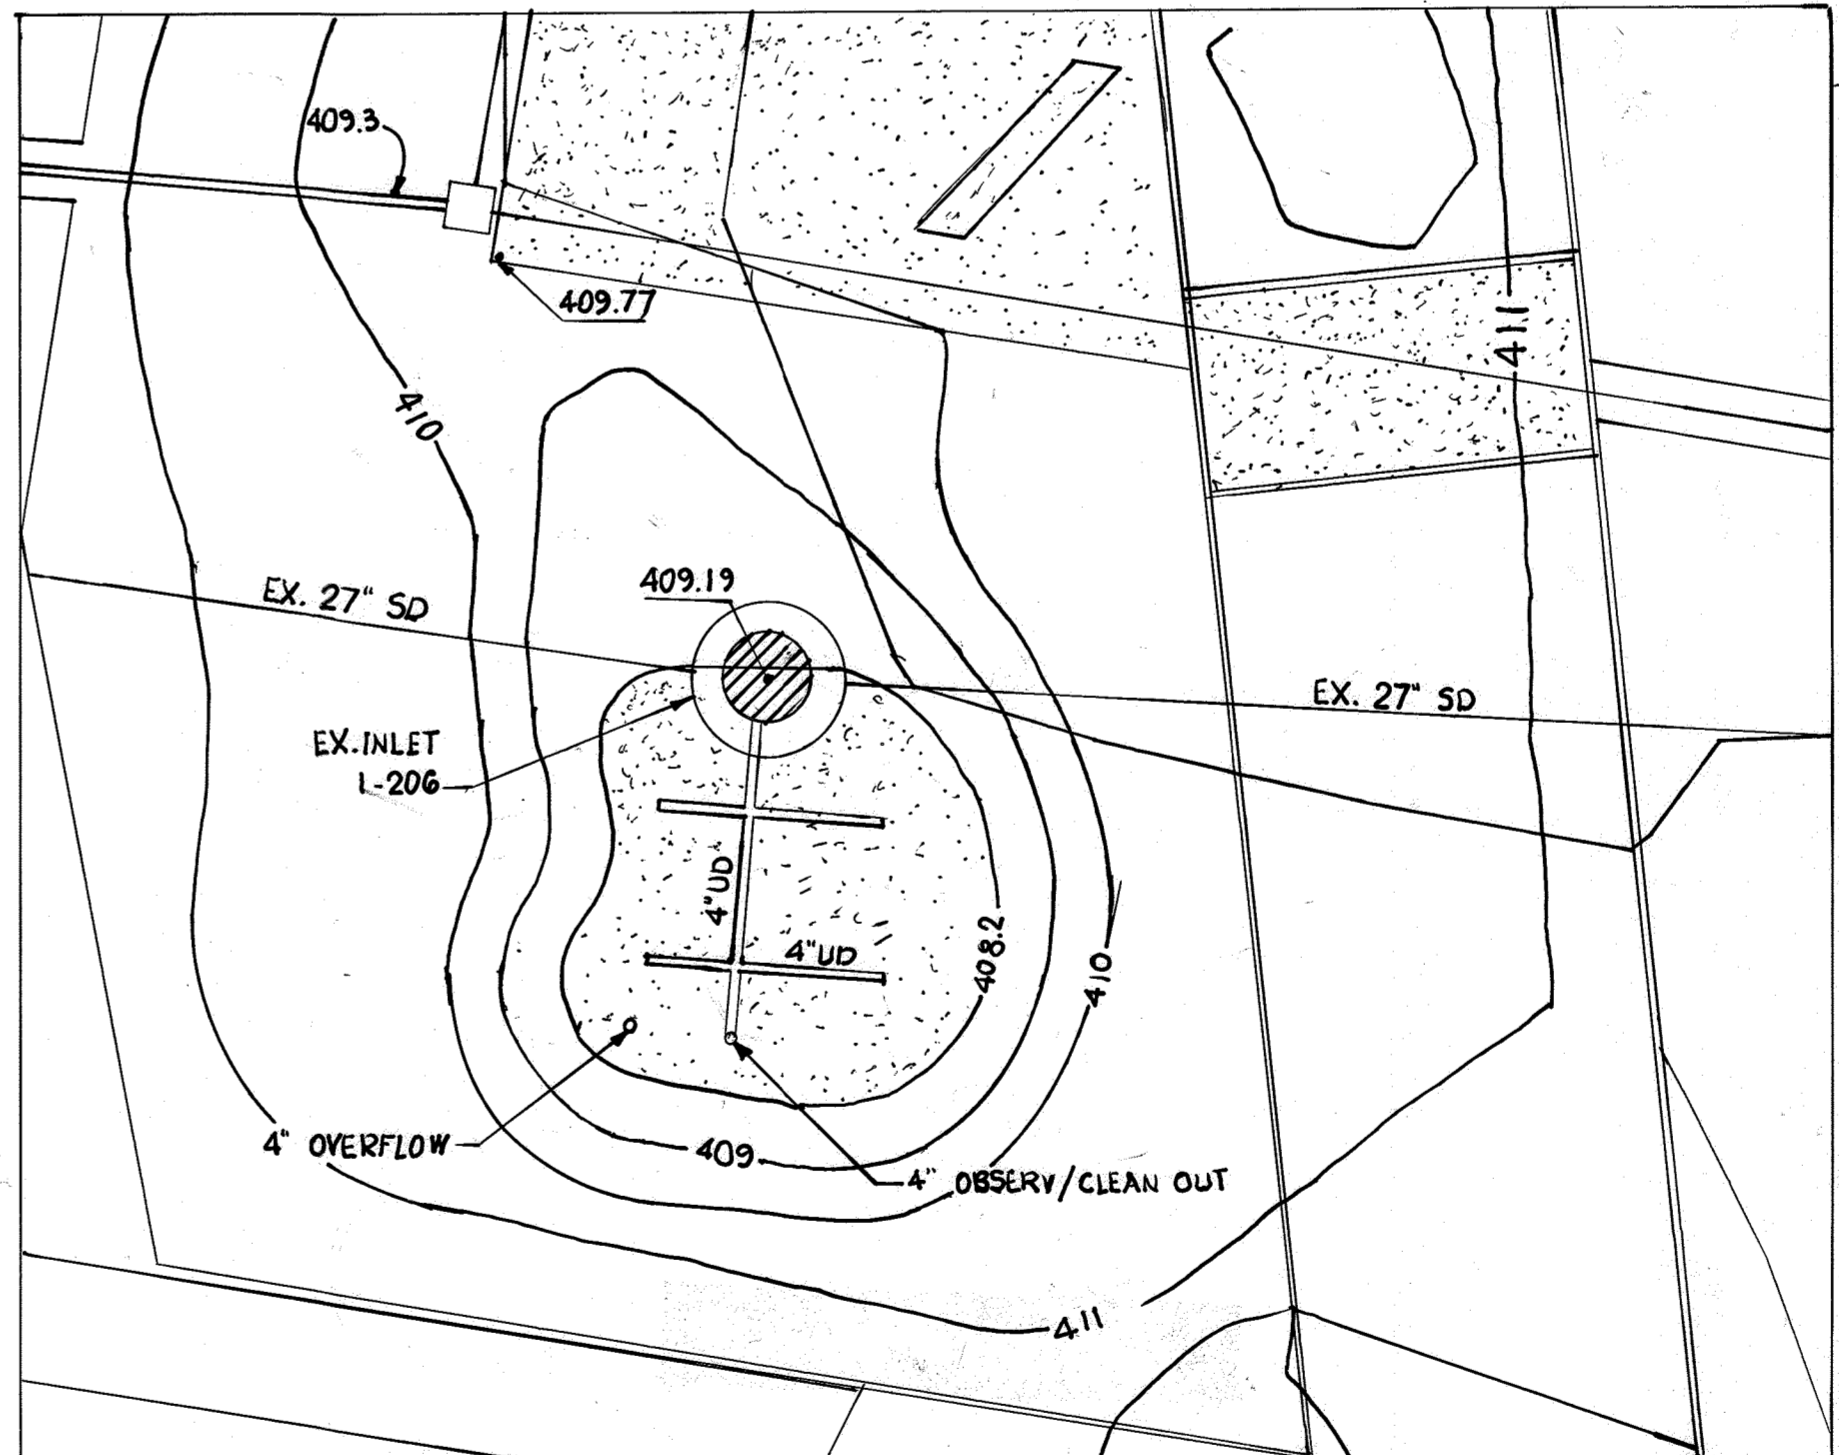 409.3
409.77
411
410
409.19
EX. 27" SD
EX. 27" SD
EX. INLET
I-206
4" UD
4" UD
408.2
410
4" OVERFLOW
409
4" OBSERV/CLEAN OUT
411